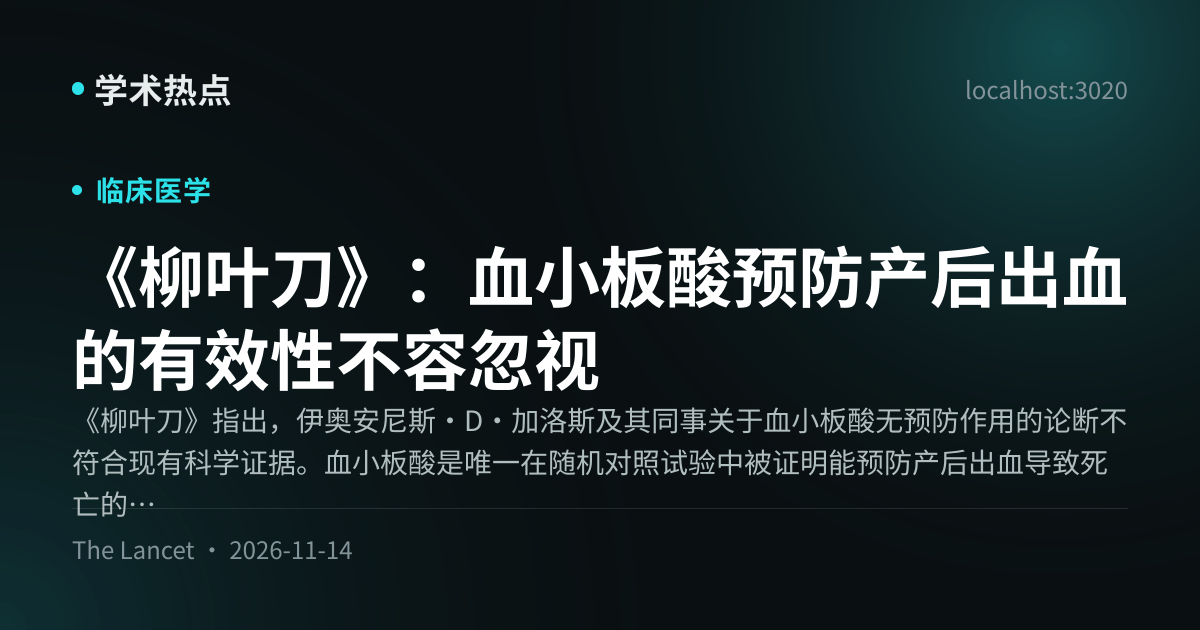 学术热点
localhost:3020
临床医学
《柳叶刀》：血小板酸预防产后出血
的有效性不容忽视
《柳叶刀》指出，伊奥安尼斯·D·加洛斯及其同事关于血小板酸无预防作用的论断不
符合现有科学证据。血小板酸是唯一在随机对照试验中被证明能预防产后出血导致死
亡的…
The Lancet · 2026-11-14